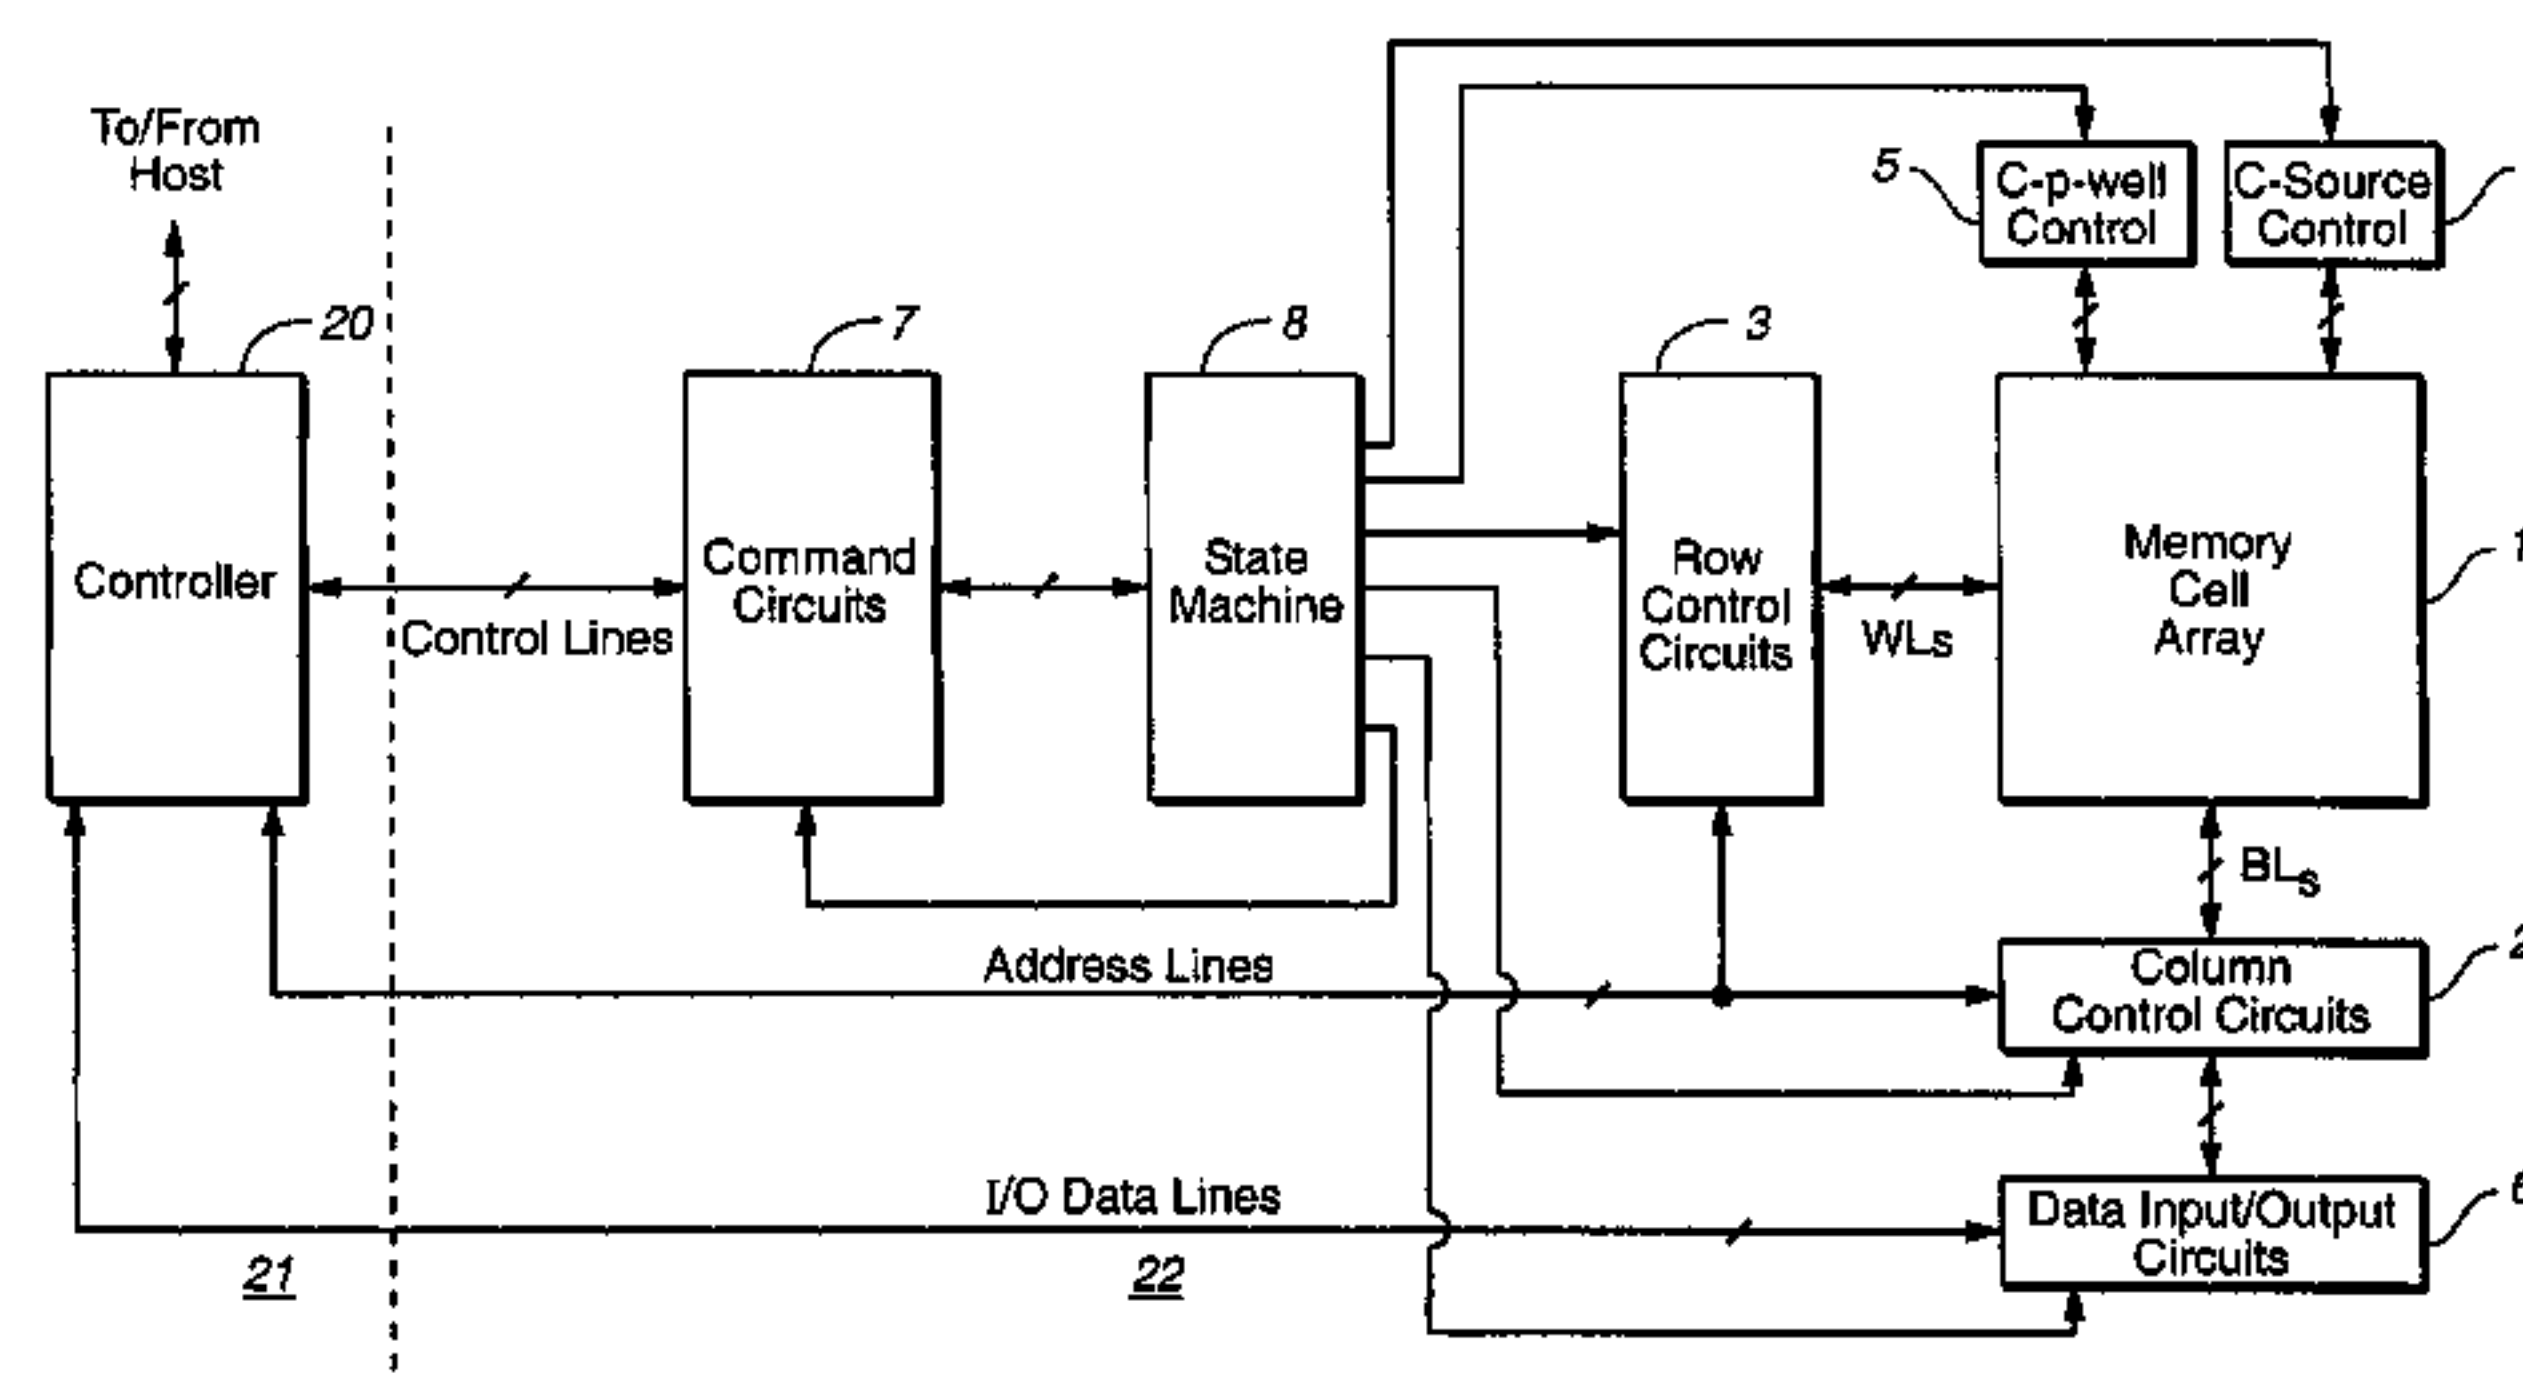 To/From
Host
20
7
8
3
5
C-p-well
Control
C-Source
Control
Controller
Control Lines
Command
Circuits
State
Machine
Row
Control
Circuits
WLs
Memory
Cell
Array
1
BLs
Address Lines
Column
Control Circuits
2
I/O Data Lines
Data Input/Output
Circuits
21
22